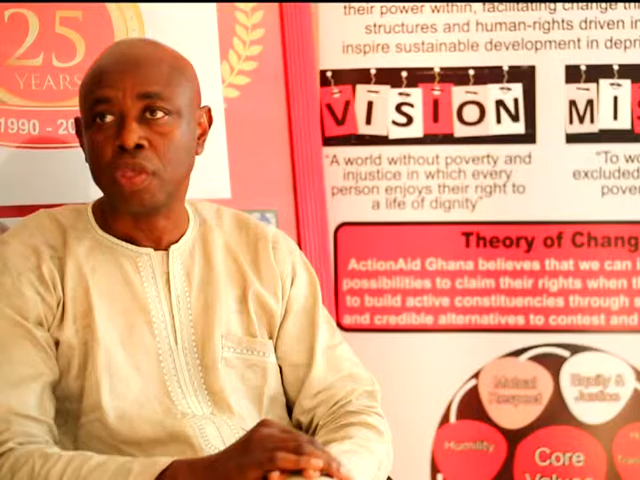 25
YEARS
1990 - 20
their power within, facilitating change th
structures and human-rights driven in
inspire sustainable development in depri
VISION
MI
"A world without poverty and
injustice in which every
person enjoys their right to
a life of dignity"
"To wo
excluded
pover
Theory of Chang
ActionAid Ghana believes that we can
possibilities to claim their rights when
to build active constituencies through
and credible alternatives to contest and
Mutual
Respect
Equity &
Justice
Humility
Core
Values